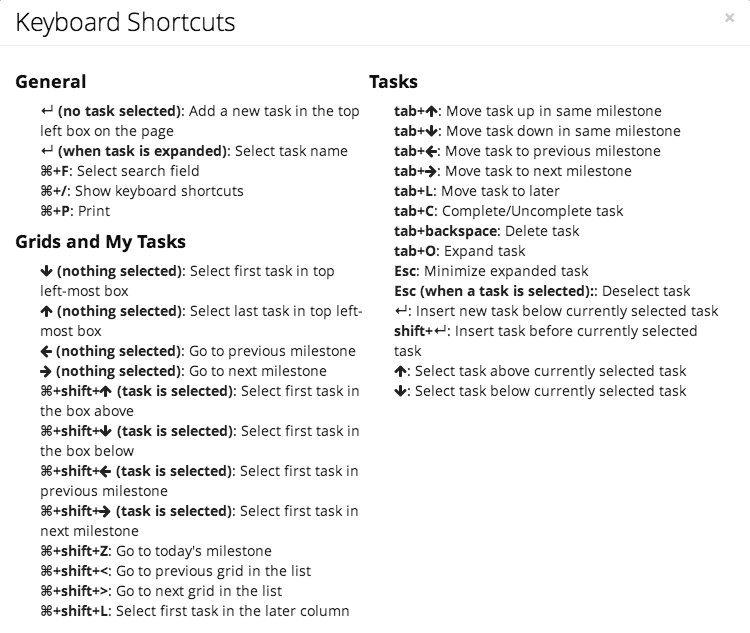 Keyboard Shortcuts
×
General
↵ (no task selected): Add a new task in the top
left box on the page
↵ (when task is expanded): Select task name
⌘+F: Select search field
⌘+/: Show keyboard shortcuts
⌘+P: Print
Grids and My Tasks
🡳 (nothing selected): Select first task in top
left-most box
🡱 (nothing selected): Select last task in top left-
most box
🡰 (nothing selected): Go to previous milestone
🡲 (nothing selected): Go to next milestone
⌘+shift+🡱 (task is selected): Select first task in
the box above
⌘+shift+🡳 (task is selected): Select first task in
the box below
⌘+shift+🡰 (task is selected): Select first task in
previous milestone
⌘+shift+🡲 (task is selected): Select first task in
next milestone
⌘+shift+Z: Go to today's milestone
⌘+shift+<: Go to previous grid in the list
⌘+shift+>: Go to next grid in the list
⌘+shift+L: Select first task in the later column
Tasks
tab+🡱: Move task up in same milestone
tab+🡳: Move task down in same milestone
tab+🡰: Move task to previous milestone
tab+🡲: Move task to next milestone
tab+L: Move task to later
tab+C: Complete/Uncomplete task
tab+backspace: Delete task
tab+O: Expand task
Esc: Minimize expanded task
Esc (when a task is selected):: Deselect task
↵: Insert new task below currently selected task
shift+↵: Insert task before currently selected
task
🡱: Select task above currently selected task
🡳: Select task below currently selected task